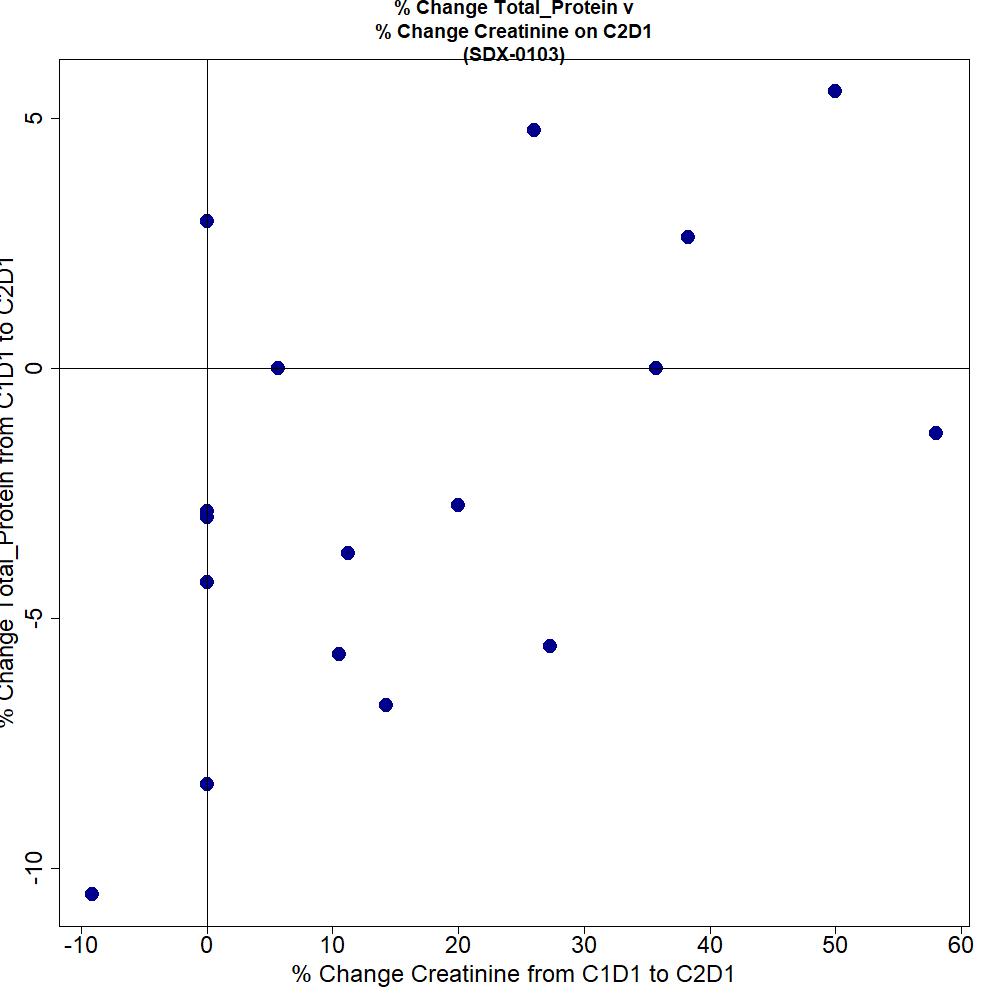 % Change Total_Protein v
% Change Creatinine on C2D1
(SDX-0103)
% Change Total_Protein from C1D1 to C2D1
5
0
-5
-10
-10 0 10 20 30 40 50 60
% Change Creatinine from C1D1 to C2D1